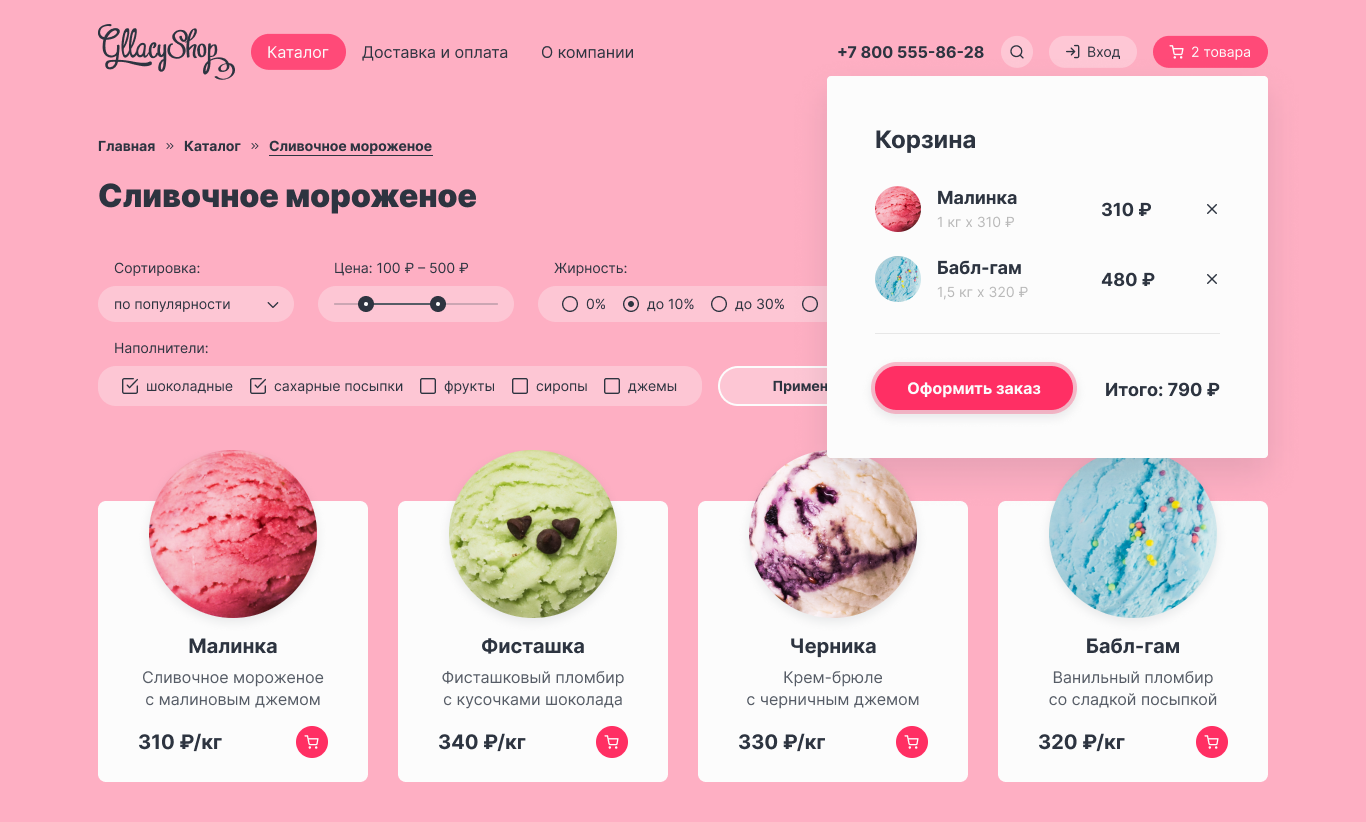 GllacyShop
Каталог
Доставка и оплата
О компании
+7 800 555-86-28
Вход
2 товара
Главная » Каталог » Сливочное мороженое
Сливочное мороженое
Сортировка:
Цена: 100 ₽ – 500 ₽
Жирность:
по популярности
0%
до 10%
до 30%
Наполнители:
шоколадные
сахарные посыпки
фрукты
сиропы
джемы
Примен
Корзина
Малинка
1 кг х 310 ₽
310 ₽
Бабл-гам
1,5 кг х 320 ₽
480 ₽
Оформить заказ
Итого: 790 ₽
Малинка
Сливочное мороженое
с малиновым джемом
310 ₽/кг
Фисташка
Фисташковый пломбир
с кусочками шоколада
340 ₽/кг
Черника
Крем-брюле
с черничным джемом
330 ₽/кг
Бабл-гам
Ванильный пломбир
со сладкой посыпкой
320 ₽/кг